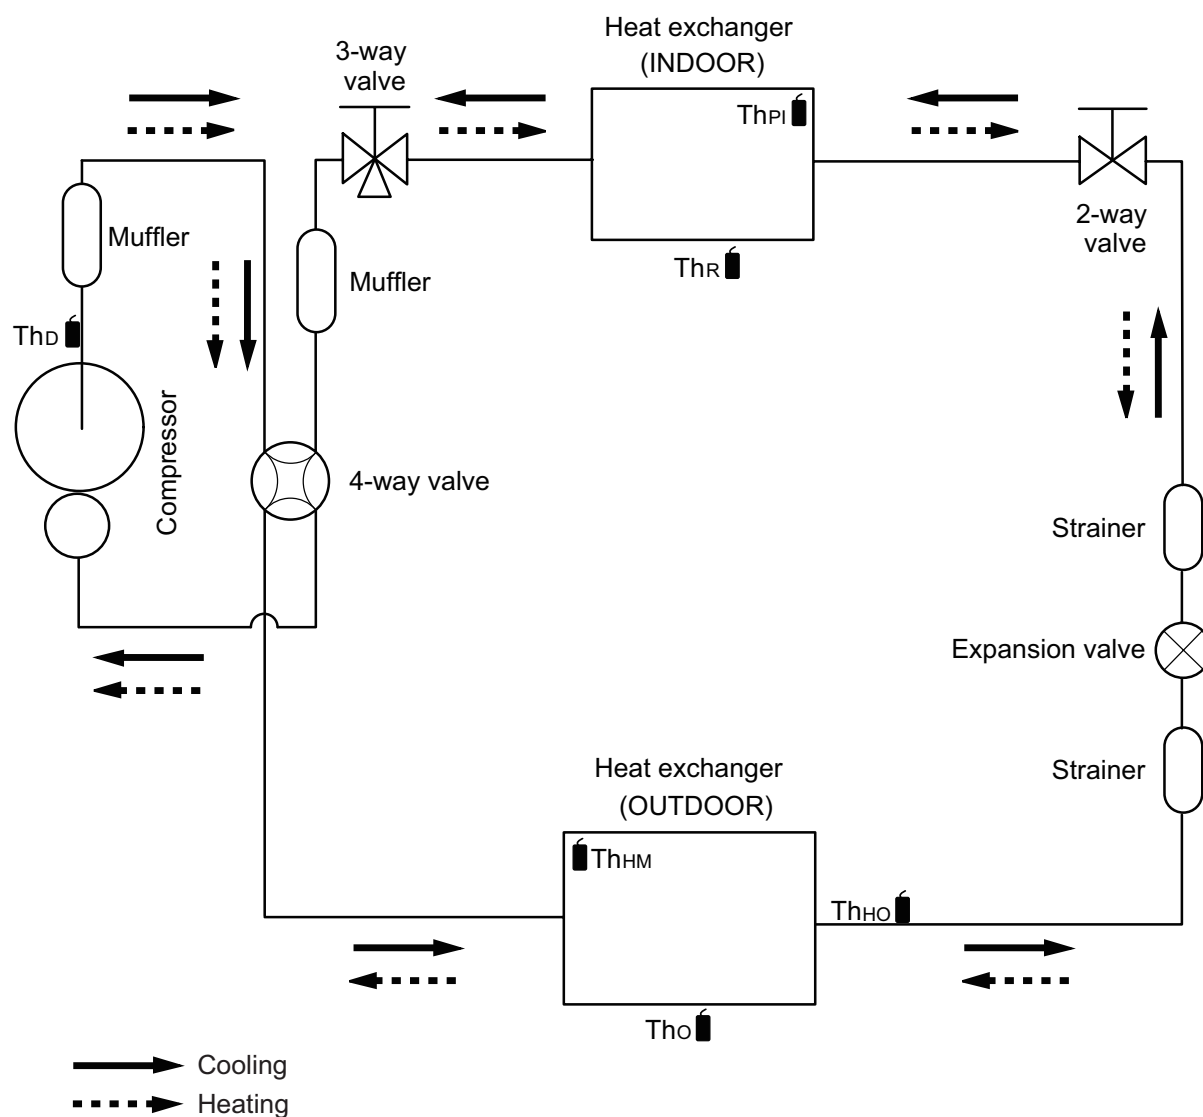 Heat exchanger
(INDOOR)
3-way
valve
ThPI
Muffler
2-way
valve
ThR
Muffler
ThD
Compressor
4-way valve
Strainer
Expansion valve
Strainer
Heat exchanger
(OUTDOOR)
ThHM
ThHO
ThO
Cooling
Heating